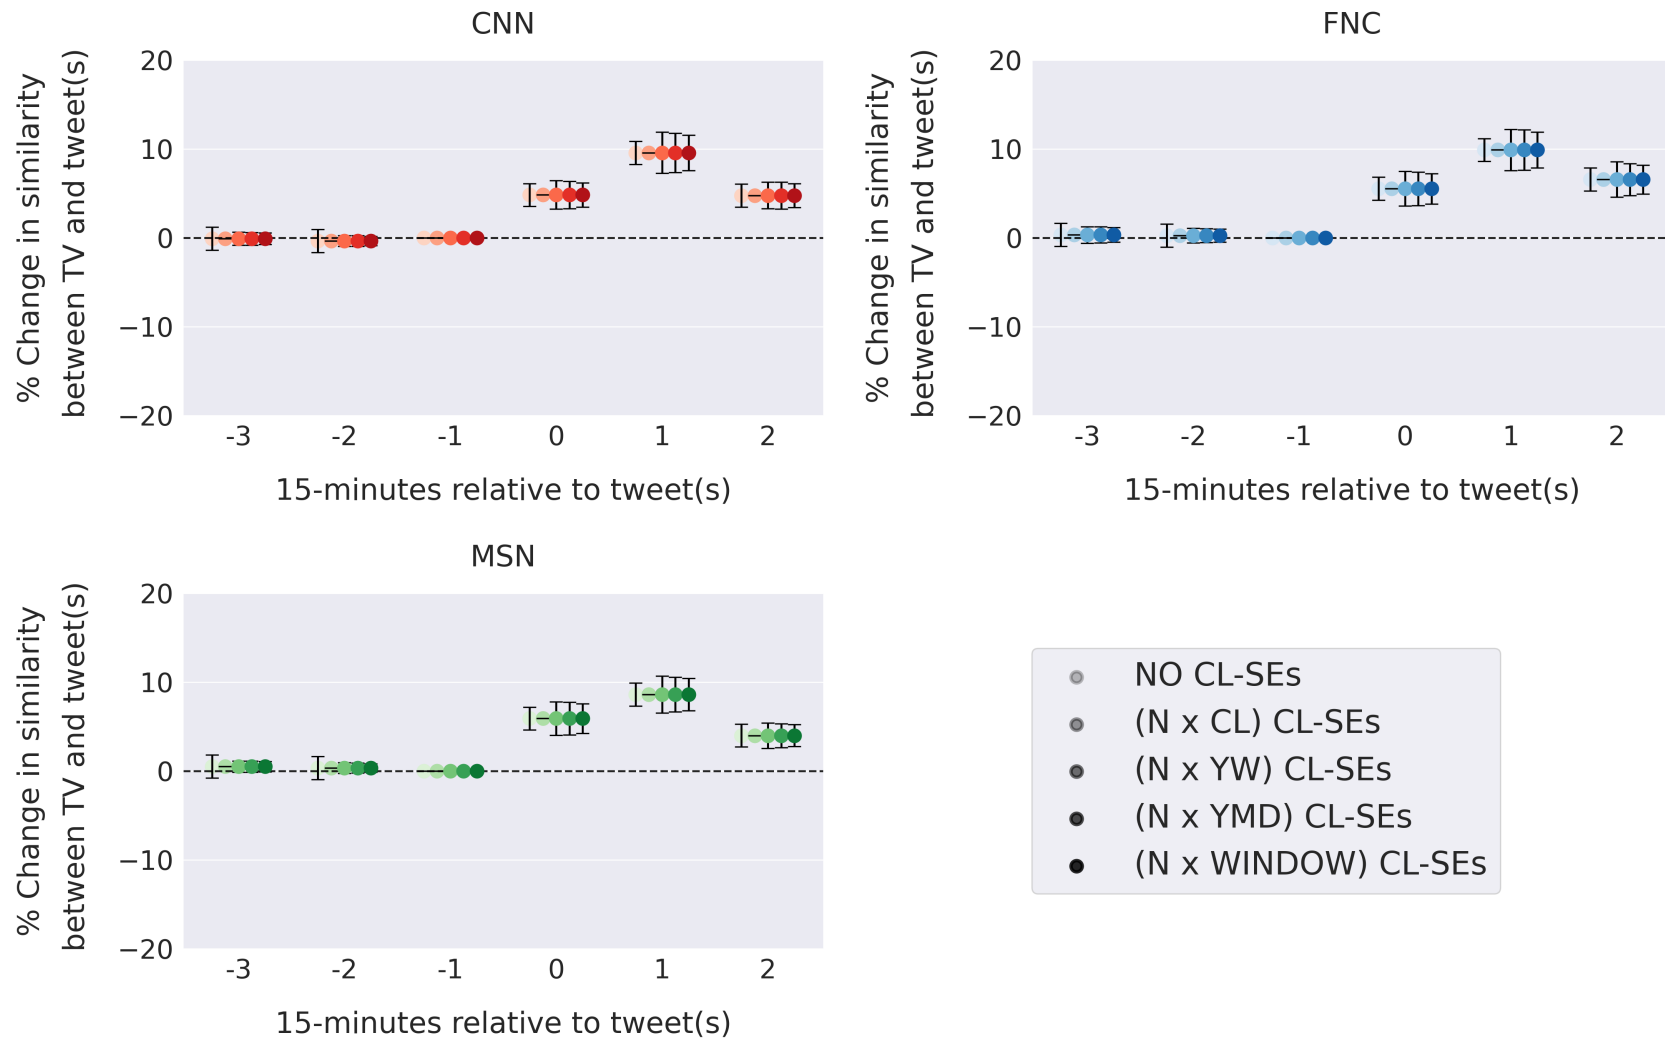 CNN
% Change in similarity
between TV and tweet(s)
20
10
0
−10
−20
-3 -2 -1 0 1 2
15-minutes relative to tweet(s)
FNC
% Change in similarity
between TV and tweet(s)
20
10
0
−10
−20
-3 -2 -1 0 1 2
15-minutes relative to tweet(s)
MSN
% Change in similarity
between TV and tweet(s)
20
10
0
−10
−20
-3 -2 -1 0 1 2
15-minutes relative to tweet(s)
NO CL-SEs
(N x CL) CL-SEs
(N x YW) CL-SEs
(N x YMD) CL-SEs
(N x WINDOW) CL-SEs